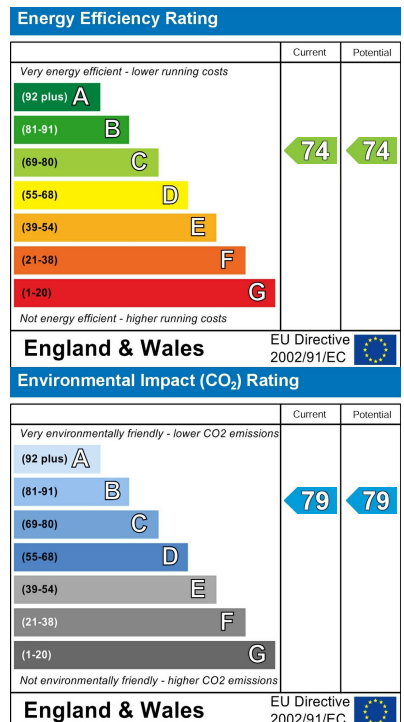 Energy Efficiency Rating
Current Potential
Very energy efficient - lower running costs
(92 plus) A
(81-91) B
(69-80) C
74 74
(55-68) D
(39-54) E
(21-38) F
(1-20) G
Not energy efficient - higher running costs
England & Wales
EU Directive
2002/91/EC
Environmental Impact (CO₂) Rating
Current Potential
Very environmentally friendly - lower CO2 emissions
(92 plus) A
(81-91) B
79 79
(69-80) C
(55-68) D
(39-54) E
(21-38) F
(1-20) G
Not environmentally friendly - higher CO2 emissions
England & Wales
EU Directive
2002/91/EC